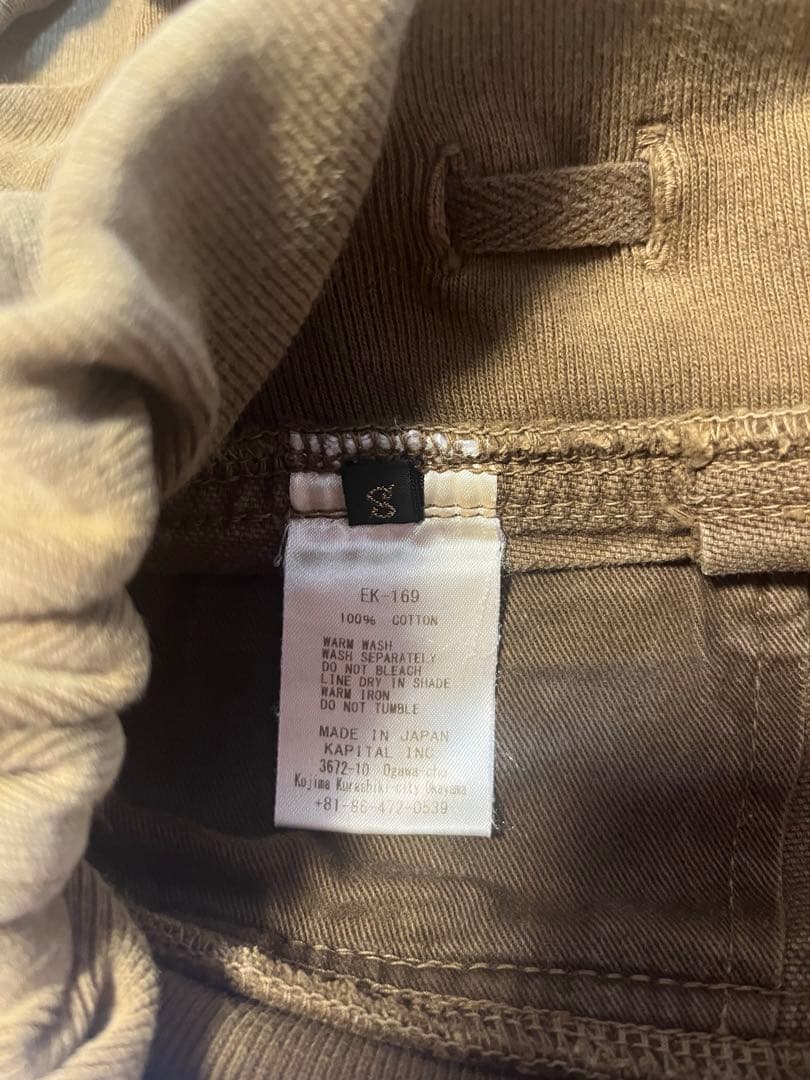 S
EK-169
100% COTTON
WARM WASH
WASH SEPARATELY
DO NOT BLEACH
LINE DRY IN SHADE
WARM IRON
DO NOT TUMBLE
MADE IN JAPAN
KAPITAL INC.
3672-10 Ogawa-cho
Kojima Kurashiki-city Okayama
+81-86-472-0539